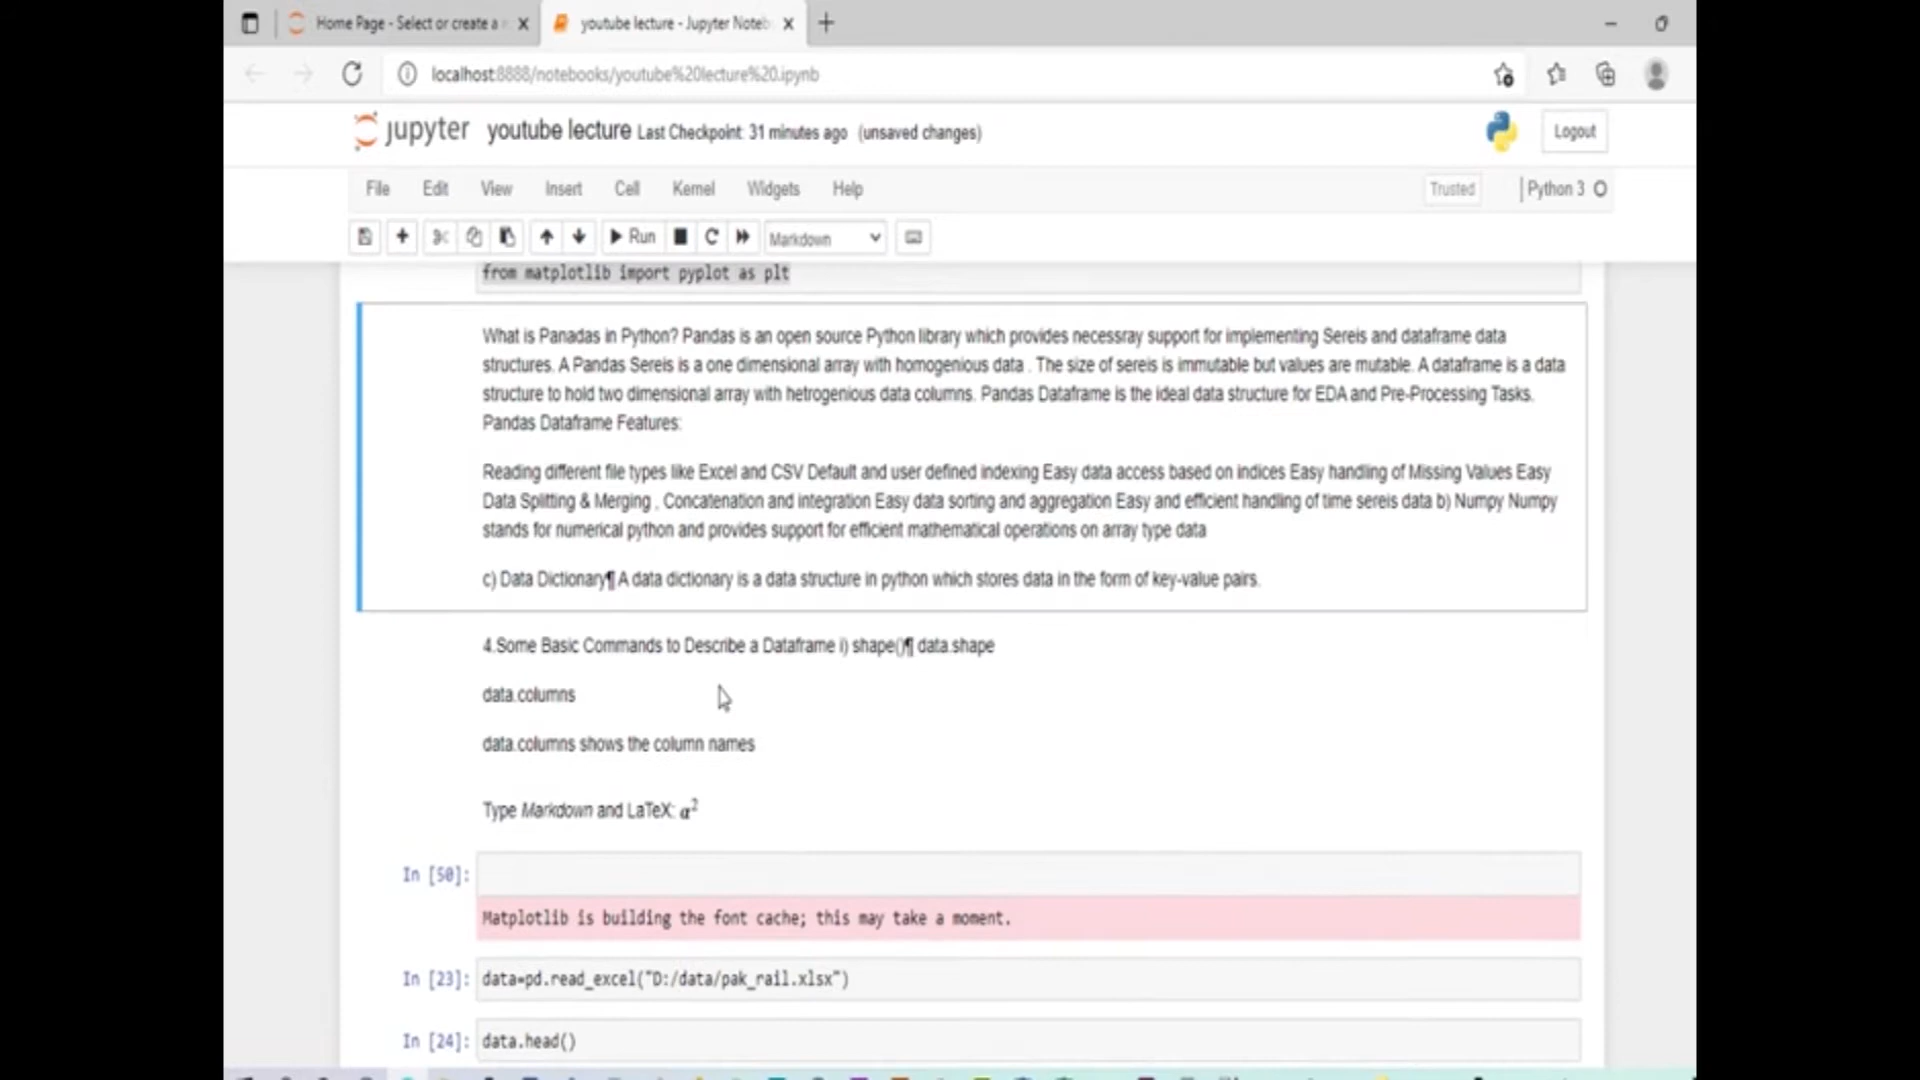 Home Page - Select or create a
youtube lecture - Jupyter Noteb
localhost:8888/notebooks/youtube%20lecture%20.ipynb
jupyter youtube lecture Last Checkpoint: 31 minutes ago (unsaved changes)
Logout
File Edit View Insert Cell Kernel Widgets Help
Trusted
Python 3
Run
Markdown
from matplotlib import pyplot as plt
What is Panadas in Python? Pandas is an open source Python library which provides necessray support for implementing Sereis and dataframe data
structures. A Pandas Sereis is a one dimensional array with homogenious data . The size of sereis is immutable but values are mutable. A dataframe is a data
structure to hold two dimensional array with hetrogenious data columns. Pandas Dataframe is the ideal data structure for EDA and Pre-Processing Tasks.
Pandas Dataframe Features:
Reading different file types like Excel and CSV Default and user defined indexing Easy data access based on indices Easy handling of Missing Values Easy
Data Splitting & Merging , Concatenation and integration Easy data sorting and aggregation Easy and efficient handling of time sereis data b) Numpy Numpy
stands for numerical python and provides support for efficient mathematical operations on array type data
c) Data Dictionary¶ A data dictionary is a data structure in python which stores data in the form of key-value pairs.
4.Some Basic Commands to Describe a Dataframe i) shape()¶ data.shape
data.columns
data.columns shows the column names
Type Markdown and LaTeX: α²
In [50]:
Matplotlib is building the font cache; this may take a moment.
In [23]: data=pd.read_excel("D:/data/pak_rail.xlsx")
In [24]: data.head()